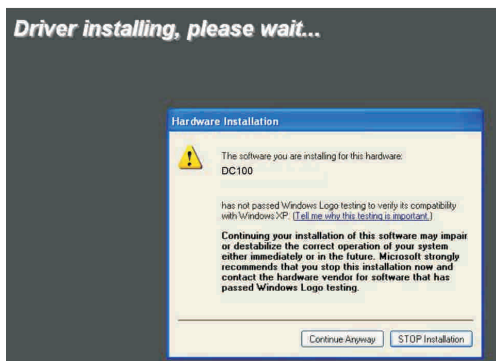 Driver installing, please wait...
Hardware Installation
The software you are installing for this hardware:
DC100
has not passed Windows Logo testing to verify its compatibility
with Windows XP. (Tell me why this testing is important.)
Continuing your installation of this software may impair
or destabilize the correct operation of your system
either immediately or in the future. Microsoft strongly
recommends that you stop this installation now and
contact the hardware vendor for software that has
passed Windows Logo testing.
Continue Anyway
STOP Installation